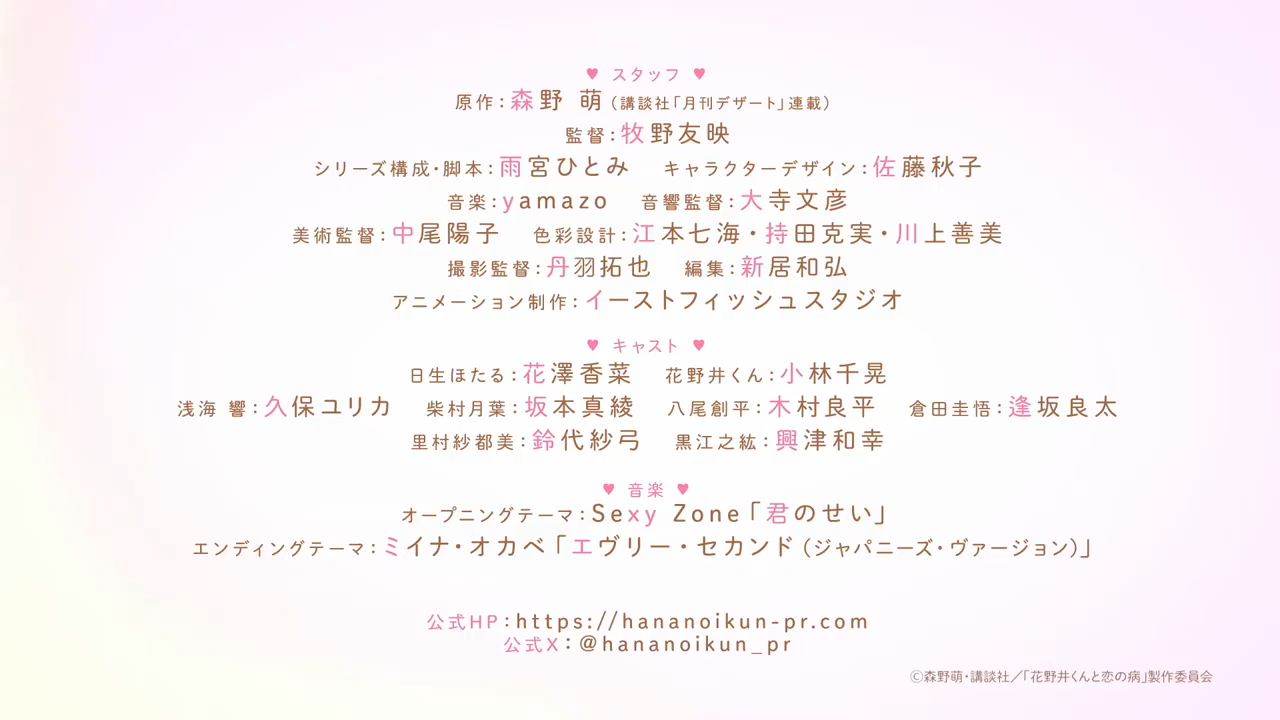 ♥ スタッフ ♥
原作：森野 萌（講談社「月刊デザート」連載）
監督：牧野友映
シリーズ構成・脚本：雨宮ひとみ　キャラクターデザイン：佐藤秋子
音楽：yamazo　音響監督：大寺文彦
美術監督：中尾陽子　色彩設計：江本七海・持田克実・川上善美
撮影監督：丹羽拓也　編集：新居和弘
アニメーション制作：イーストフィッシュスタジオ
♥ キャスト ♥
日生ほたる：花澤香菜　花野井くん：小林千晃
浅海 響：久保ユリカ　柴村月葉：坂本真綾　八尾創平：木村良平　倉田圭悟：逢坂良太
里村紗都美：鈴代紗弓　黒江之紘：興津和幸
♥ 音楽 ♥
オープニングテーマ：Sexy Zone「君のせい」
エンディングテーマ：ミイナ・オカベ「エヴリー・セカンド（ジャパニーズ・ヴァージョン）」
公式HP：https://hananoikun-pr.com
公式X：@hananoikun_pr
©森野萌・講談社／「花野井くんと恋の病」製作委員会